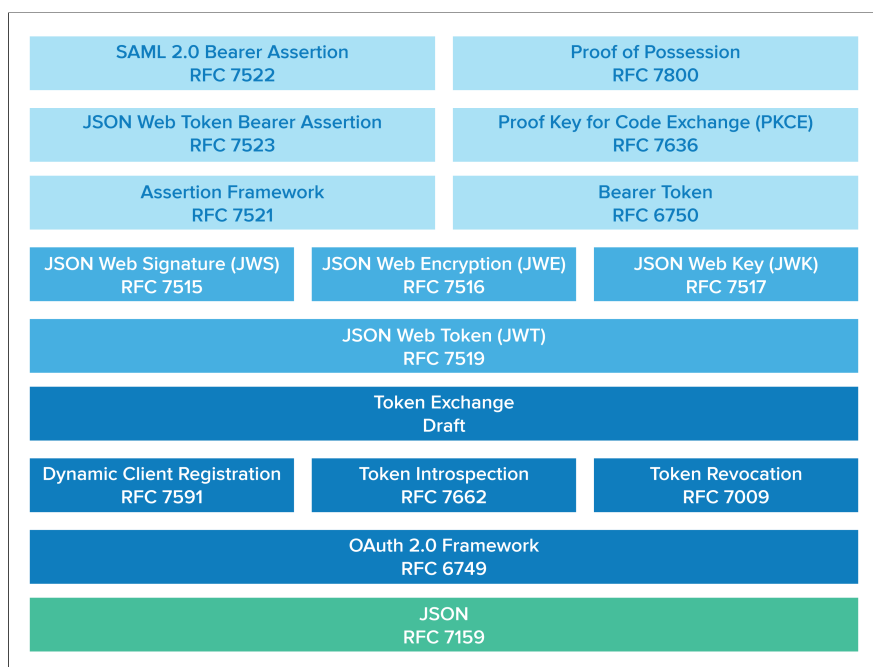 SAML 2.0 Bearer Assertion
RFC 7522
Proof of Possession
RFC 7800
JSON Web Token Bearer Assertion
RFC 7523
Proof Key for Code Exchange (PKCE)
RFC 7636
Assertion Framework
RFC 7521
Bearer Token
RFC 6750
JSON Web Signature (JWS)
RFC 7515
JSON Web Encryption (JWE)
RFC 7516
JSON Web Key (JWK)
RFC 7517
JSON Web Token (JWT)
RFC 7519
Token Exchange
Draft
Dynamic Client Registration
RFC 7591
Token Introspection
RFC 7662
Token Revocation
RFC 7009
OAuth 2.0 Framework
RFC 6749
JSON
RFC 7159